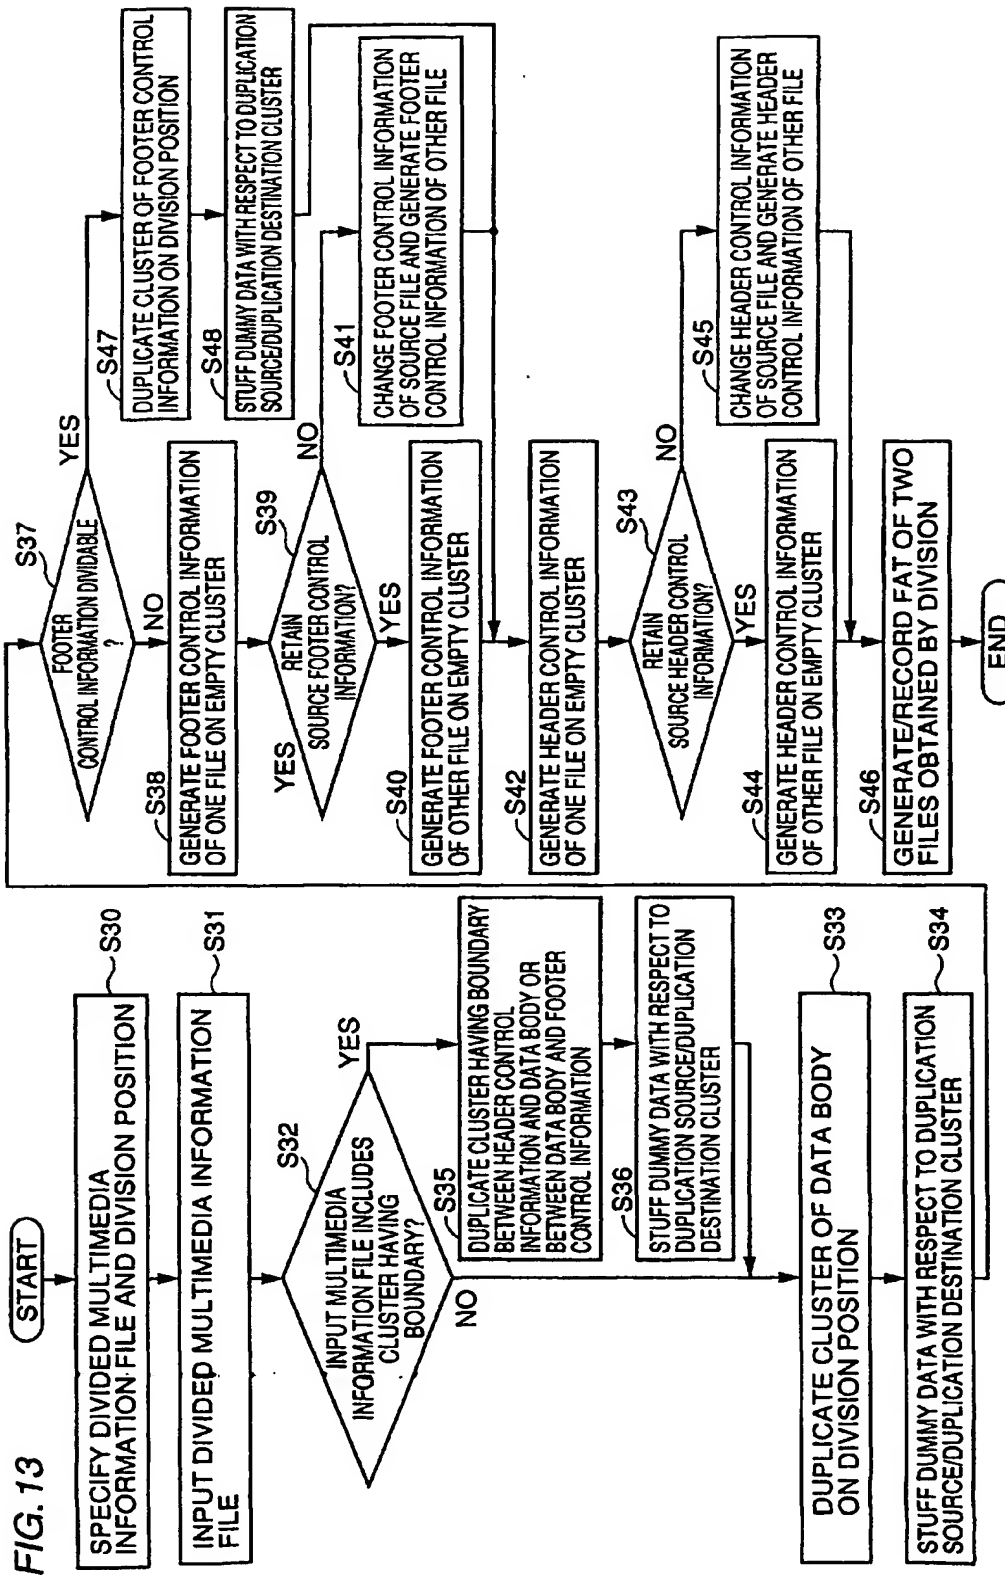 FIG. 13
START
S30
SPECIFY DIVIDED MULTIMEDIA
INFORMATION FILE AND DIVISION POSITION
S31
INPUT DIVIDED MULTIMEDIA INFORMATION
FILE
S32
INPUT MULTIMEDIA
INFORMATION FILE INCLUDES
CLUSTER HAVING
BOUNDARY?
YES
NO
S35
DUPLICATE CLUSTER HAVING BOUNDARY
BETWEEN HEADER CONTROL
INFORMATION AND DATA BODY OR
BETWEEN DATA BODY AND FOOTER
CONTROL INFORMATION
S36
STUFF DUMMY DATA WITH RESPECT TO
DUPLICATION SOURCE/DUPLICATION
DESTINATION CLUSTER
S33
DUPLICATE CLUSTER OF DATA BODY
ON DIVISION POSITION
S34
STUFF DUMMY DATA WITH RESPECT TO DUPLICATION
SOURCE/DUPLICATION DESTINATION CLUSTER
S37
FOOTER
CONTROL INFORMATION DIVIDABLE
?
YES
NO
S47
DUPLICATE CLUSTER OF FOOTER CONTROL
INFORMATION ON DIVISION POSITION
S48
STUFF DUMMY DATA WITH RESPECT TO DUPLICATION
SOURCE/DUPLICATION DESTINATION CLUSTER
S38
GENERATE FOOTER CONTROL INFORMATION
OF ONE FILE ON EMPTY CLUSTER
S39
RETAIN
SOURCE FOOTER CONTROL
INFORMATION?
YES
NO
YES
S41
CHANGE FOOTER CONTROL INFORMATION
OF SOURCE FILE AND GENERATE FOOTER
CONTROL INFORMATION OF OTHER FILE
S40
GENERATE FOOTER CONTROL INFORMATION
OF OTHER FILE ON EMPTY CLUSTER
S42
GENERATE HEADER CONTROL INFORMATION
OF ONE FILE ON EMPTY CLUSTER
S43
RETAIN
SOURCE HEADER CONTROL
INFORMATION?
NO
YES
S45
CHANGE HEADER CONTROL INFORMATION
OF SOURCE FILE AND GENERATE HEADER
CONTROL INFORMATION OF OTHER FILE
S44
GENERATE HEADER CONTROL INFORMATION
OF OTHER FILE ON EMPTY CLUSTER
S46
GENERATE/RECORD FAT OF TWO
FILES OBTAINED BY DIVISION
END